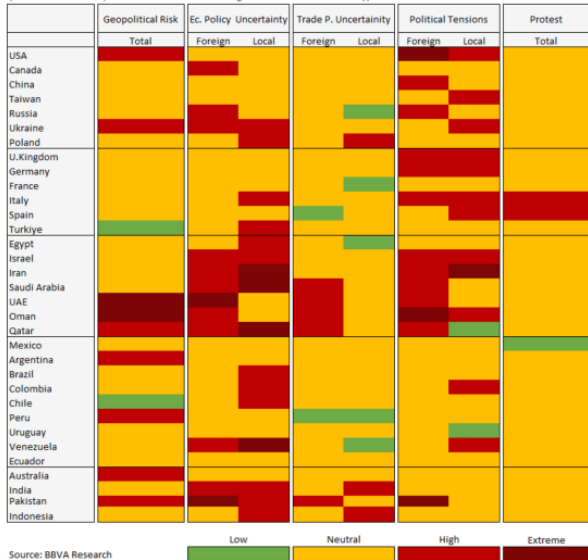 Geopolitical Risk Ec. Policy Uncertainty Trade P. Uncertainity Political Tensions Protest
Total Foreign Local Foreign Local Foreign Local Total
USA
Canada
China
Taiwan
Russia
Ukraine
Poland
U.Kingdom
Germany
France
Italy
Spain
Turkiye
Egypt
Israel
Iran
Saudi Arabia
UAE
Oman
Qatar
Mexico
Argentina
Brazil
Colombia
Chile
Peru
Uruguay
Venezuela
Ecuador
Australia
India
Pakistan
Indonesia
Low Neutral High Extreme
Source: BBVA Research